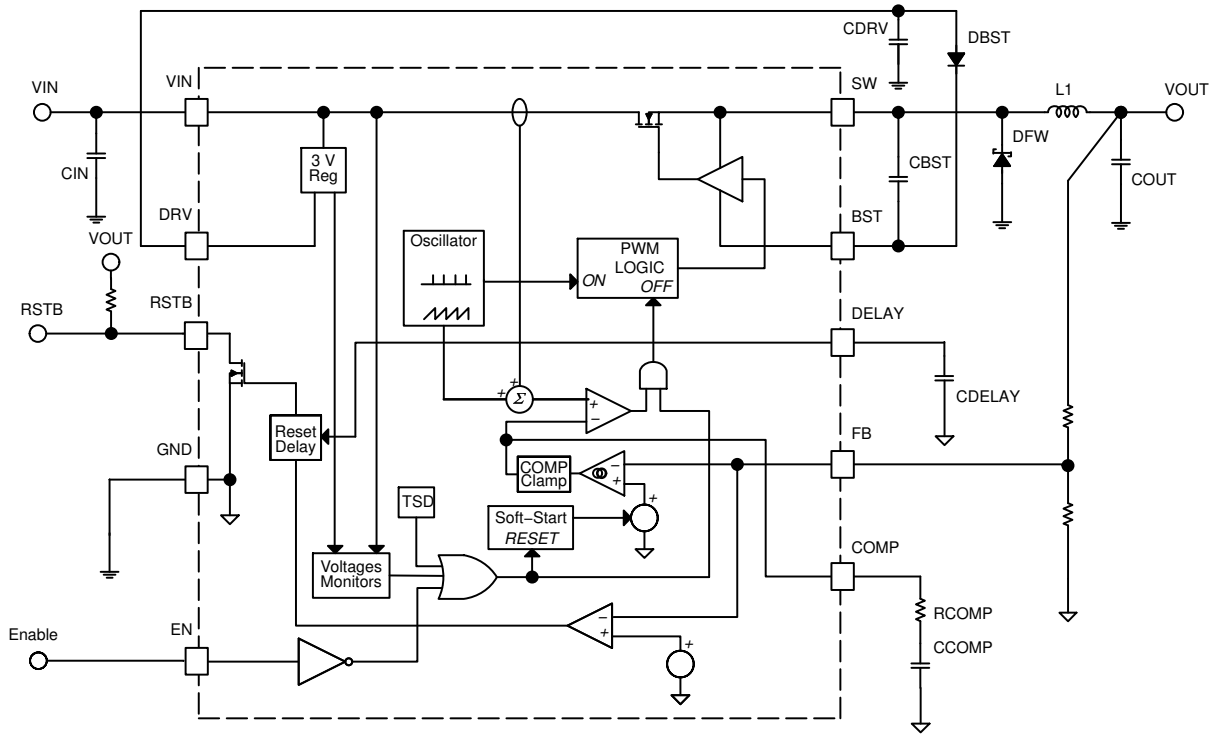 CDRV
DBST
VIN
VIN
SW
L1
VOUT
CIN
3 V
Reg
DFW
CBST
COUT
DRV
BST
VOUT
Oscillator
PWM
LOGIC
ON
OFF
RSTB
RSTB
DELAY
+
+
Σ
+
−
CDELAY
Reset
Delay
FB
GND
COMP
Clamp
−
+
+
TSD
Soft−Start
RESET
COMP
Voltages
Monitors
RCOMP
−
+
+
CCOMP
EN
Enable